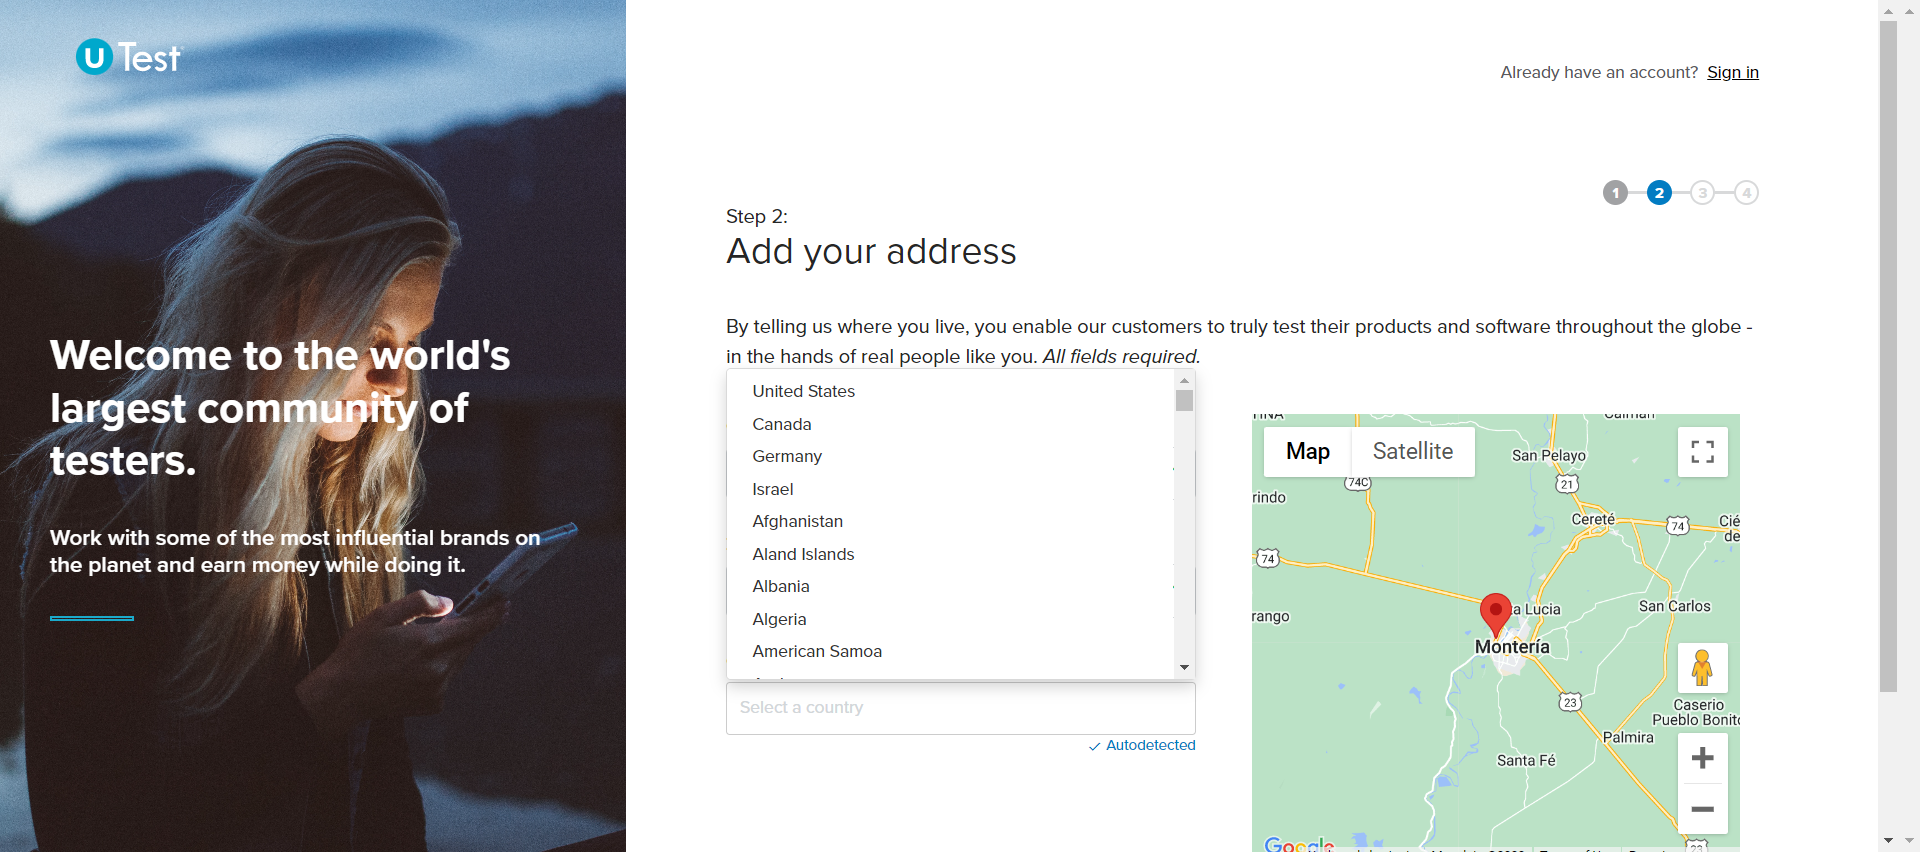 U Test
Already have an account? Sign in
1 2 3 4
Step 2:
Add your address
By telling us where you live, you enable our customers to truly test their products and software throughout the globe -
in the hands of real people like you. All fields required.
Welcome to the world's
largest community of
testers.
Work with some of the most influential brands on
the planet and earn money while doing it.
United States
Canada
Germany
Israel
Afghanistan
Aland Islands
Albania
Algeria
American Samoa
Select a country
Autodetected
Map Satellite
San Pelayo
74C
21
rindo
Cereté
74
Cié
de
74
ta Lucia
San Carlos
rango
Montería
23
Caserio
Pueblo Bonito
Palmira
Santa Fé
Google
23